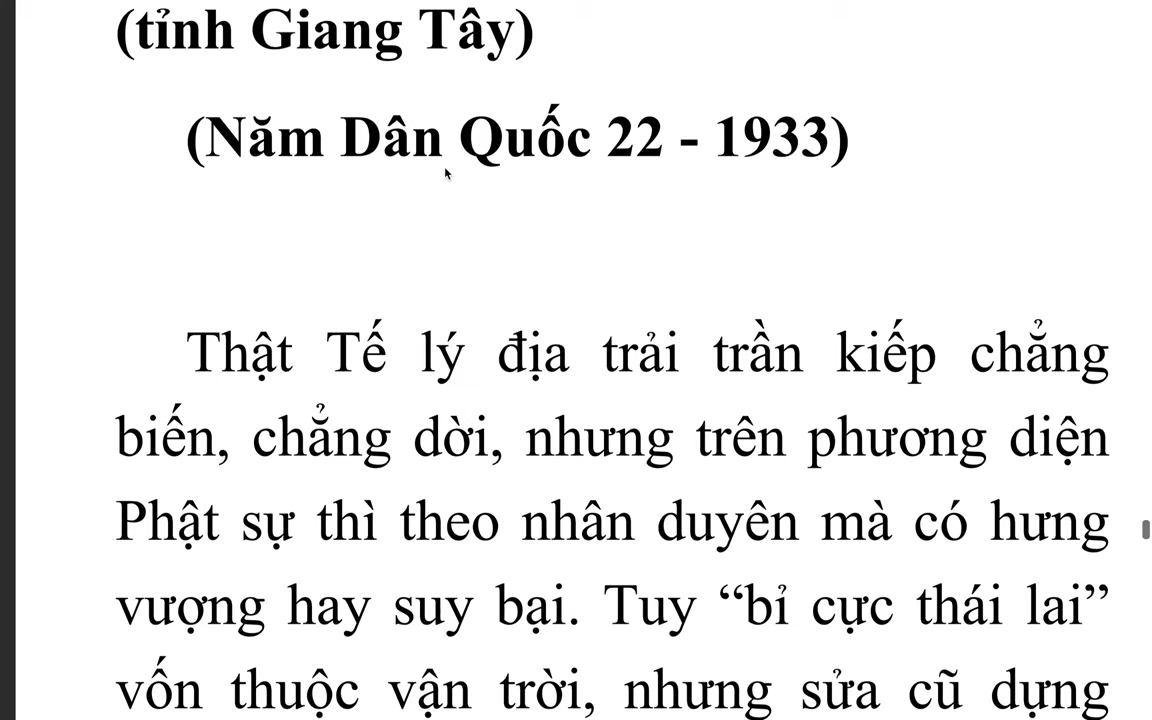 (tỉnh Giang Tây)
(Năm Dân Quốc 22 - 1933)
Thật Tế lý địa trải trần kiếp chẳng
biến, chẳng dời, nhưng trên phương diện
Phật sự thì theo nhân duyên mà có hưng
vượng hay suy bại. Tuy “bỉ cực thái lai”
vốn thuộc vận trời, nhưng sửa cũ dựng